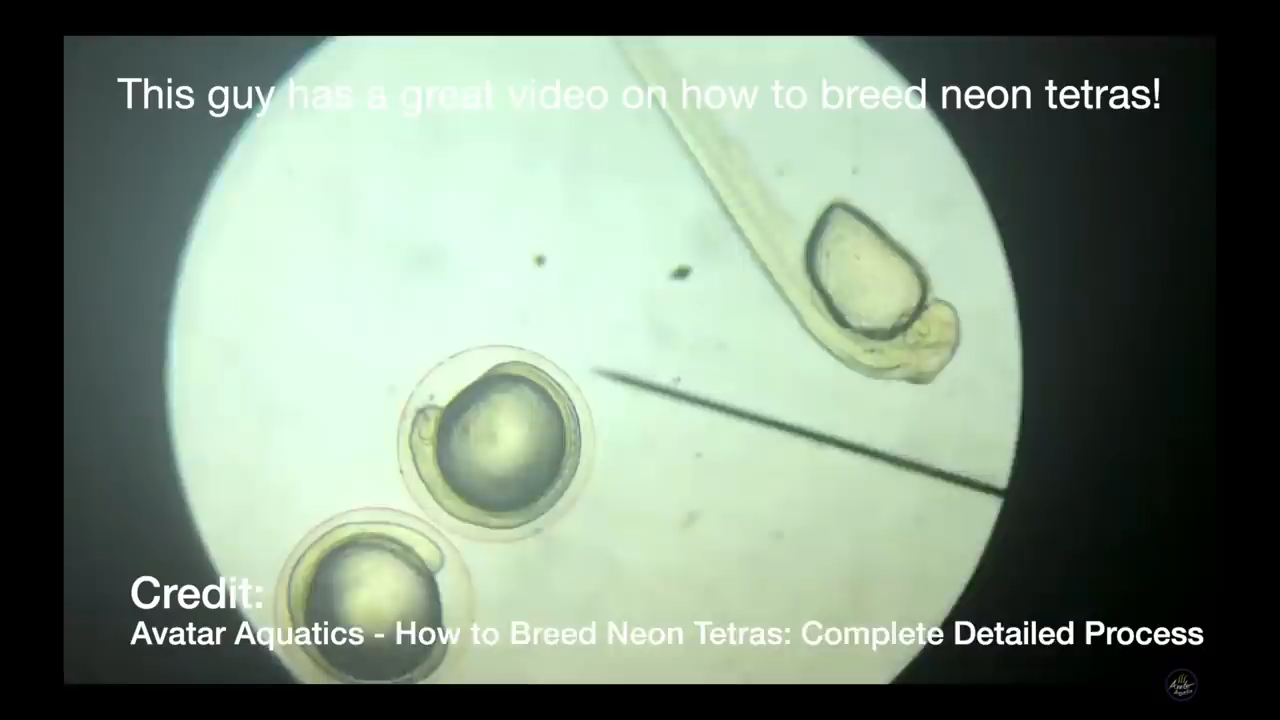 This guy has a great video on how to breed neon tetras!
Credit:
Avatar Aquatics - How to Breed Neon Tetras: Complete Detailed Process